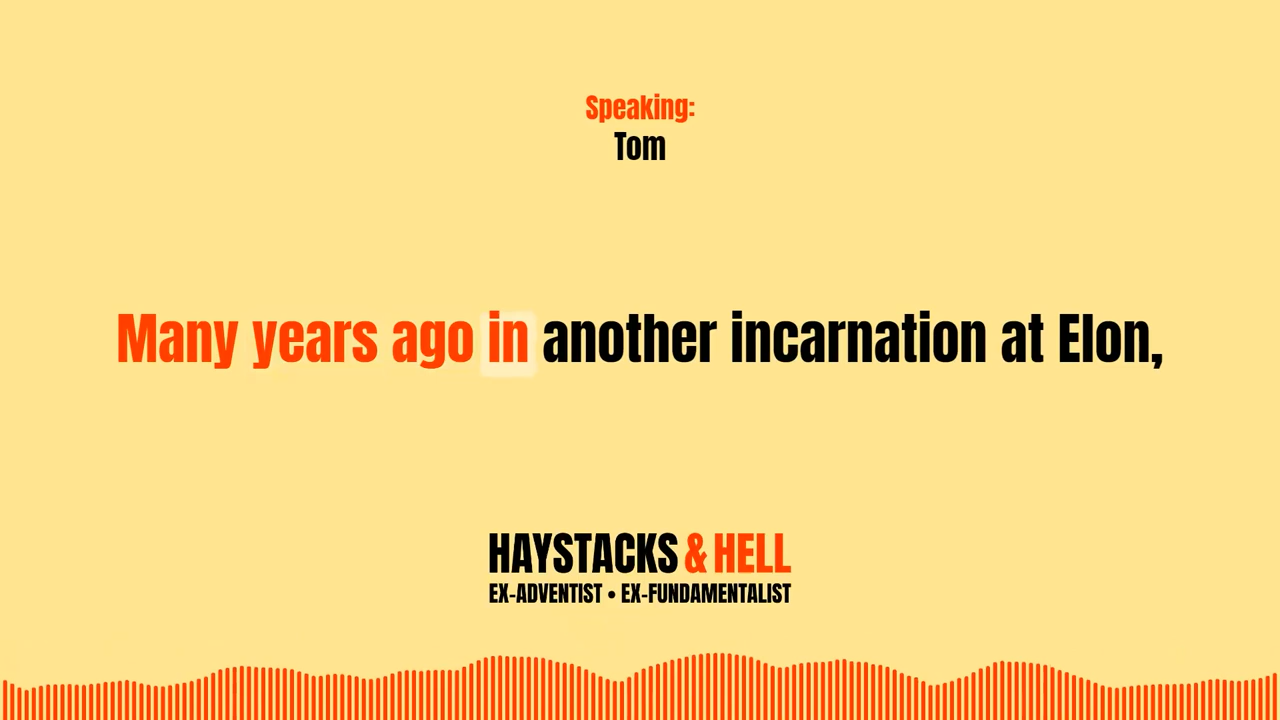 Speaking:
Tom
Many years ago in another incarnation at Elon,
HAYSTACKS & HELL
EX-ADVENTIST • EX-FUNDAMENTALIST